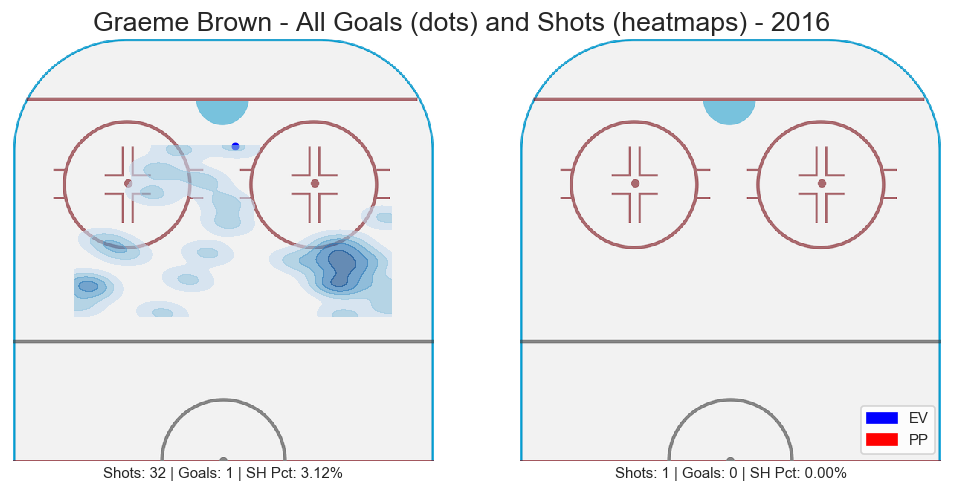 Graeme Brown - All Goals (dots) and Shots (heatmaps) - 2016
EV
PP
Shots: 32 | Goals: 1 | SH Pct: 3.12%
Shots: 1 | Goals: 0 | SH Pct: 0.00%